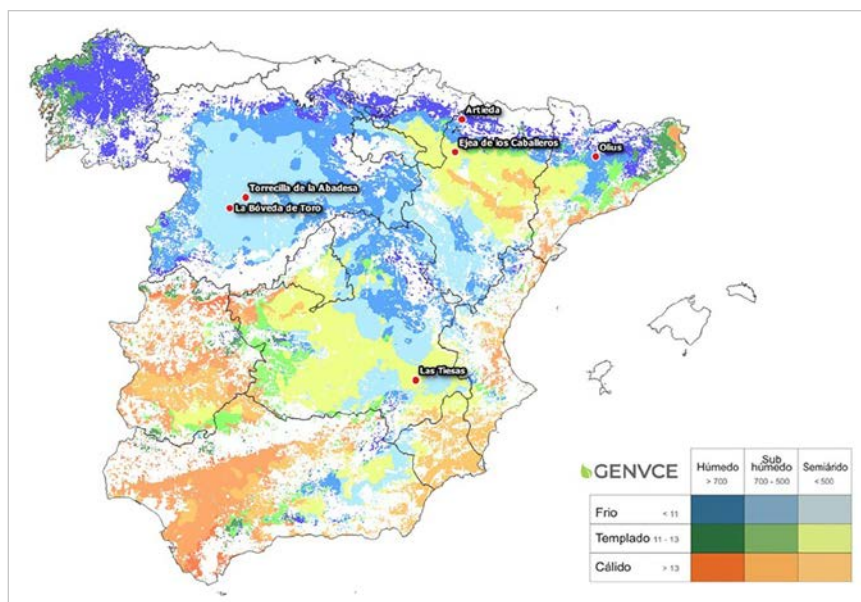 Artieda
Ejea de los Caballeros
Olius
Torrecilla de la Abadesa
La Bóveda de Toro
Las Tiesas
GENVCE
Húmedo
> 700
Sub
húmedo
700 - 500
Semiárido
< 500
Frio < 11
Templado 11 - 13
Cálido > 13